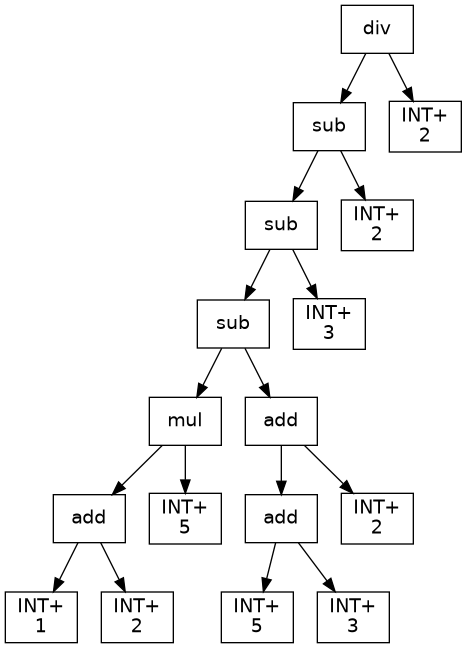 div
sub
INT+
2
sub
INT+
2
sub
INT+
3
mul
add
add
INT+
5
add
INT+
2
INT+
1
INT+
2
INT+
5
INT+
3